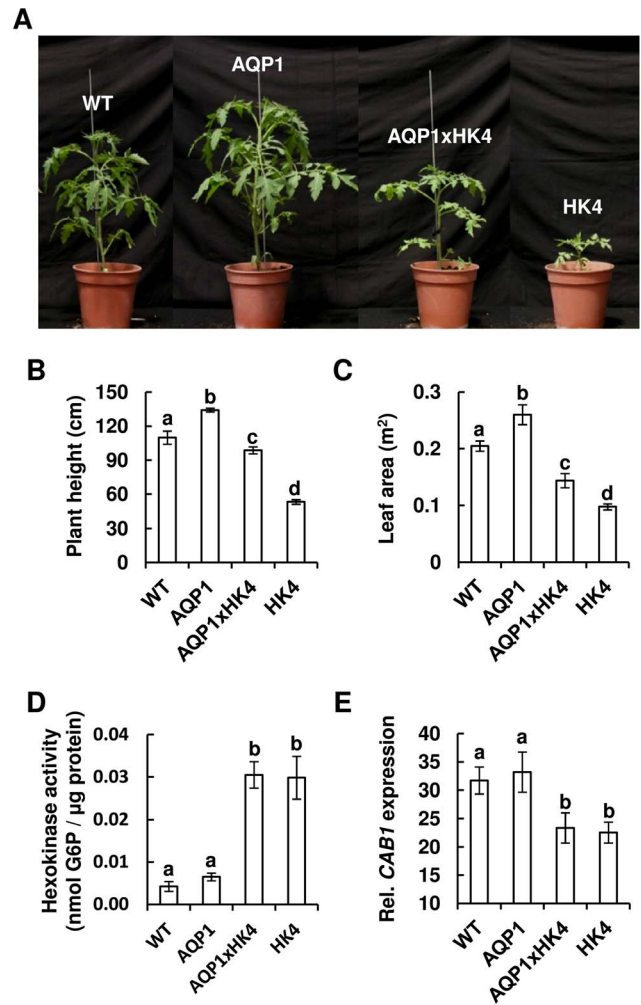 A
WT
AQP1
AQP1xHK4
HK4
B
Plant height (cm)
150
120
90
60
30
0
a
b
c
d
WT
AQP1
AQP1xHK4
HK4
C
Leaf area (m²)
0.3
0.2
0.1
0
a
b
c
d
WT
AQP1
AQP1xHK4
HK4
D
Hexokinase activity
(nmol G6P / µg protein)
0.04
0.03
0.02
0.01
0.00
a
a
b
b
WT
AQP1
AQP1xHK4
HK4
E
Rel. CAB1 expression
40
35
30
25
20
15
10
a
a
b
b
WT
AQP1
AQP1xHK4
HK4